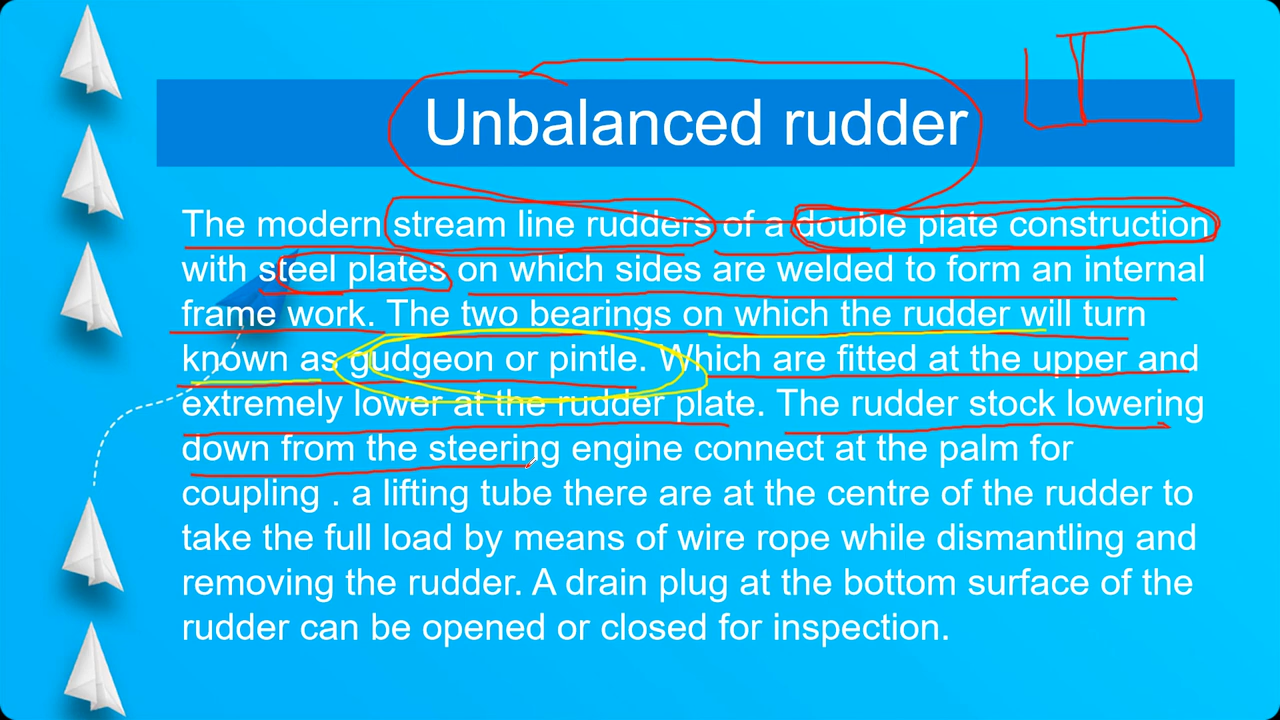 Unbalanced rudder
The modern stream line rudders of a double plate construction
with steel plates on which sides are welded to form an internal
frame work. The two bearings on which the rudder will turn
known as gudgeon or pintle. Which are fitted at the upper and
extremely lower at the rudder plate. The rudder stock lowering
down from the steering engine connect at the palm for
coupling . a lifting tube there are at the centre of the rudder to
take the full load by means of wire rope while dismantling and
removing the rudder. A drain plug at the bottom surface of the
rudder can be opened or closed for inspection.